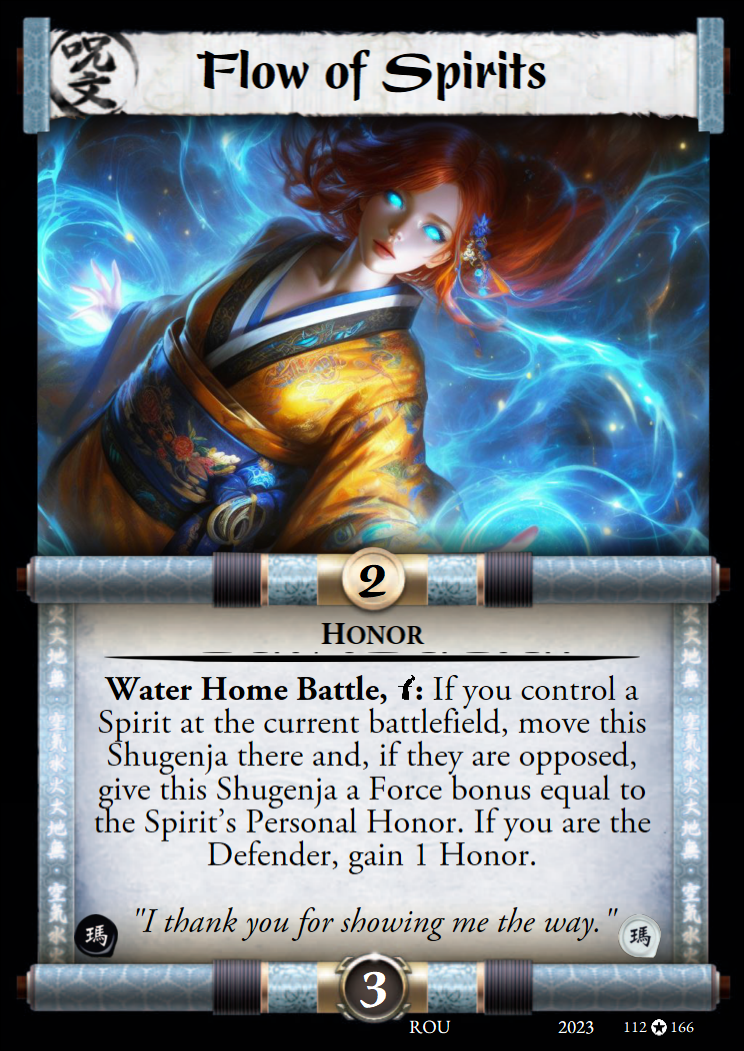 呪文
Flow of Spirits
2
HONOR
Water Home Battle, : If you control a
Spirit at the current battlefield, move this
Shugenja there and, if they are opposed,
give this Shugenja a Force bonus equal to
the Spirit's Personal Honor. If you are the
Defender, gain 1 Honor.
"I thank you for showing me the way."
瑪
瑪
3
ROU 2023 112 166